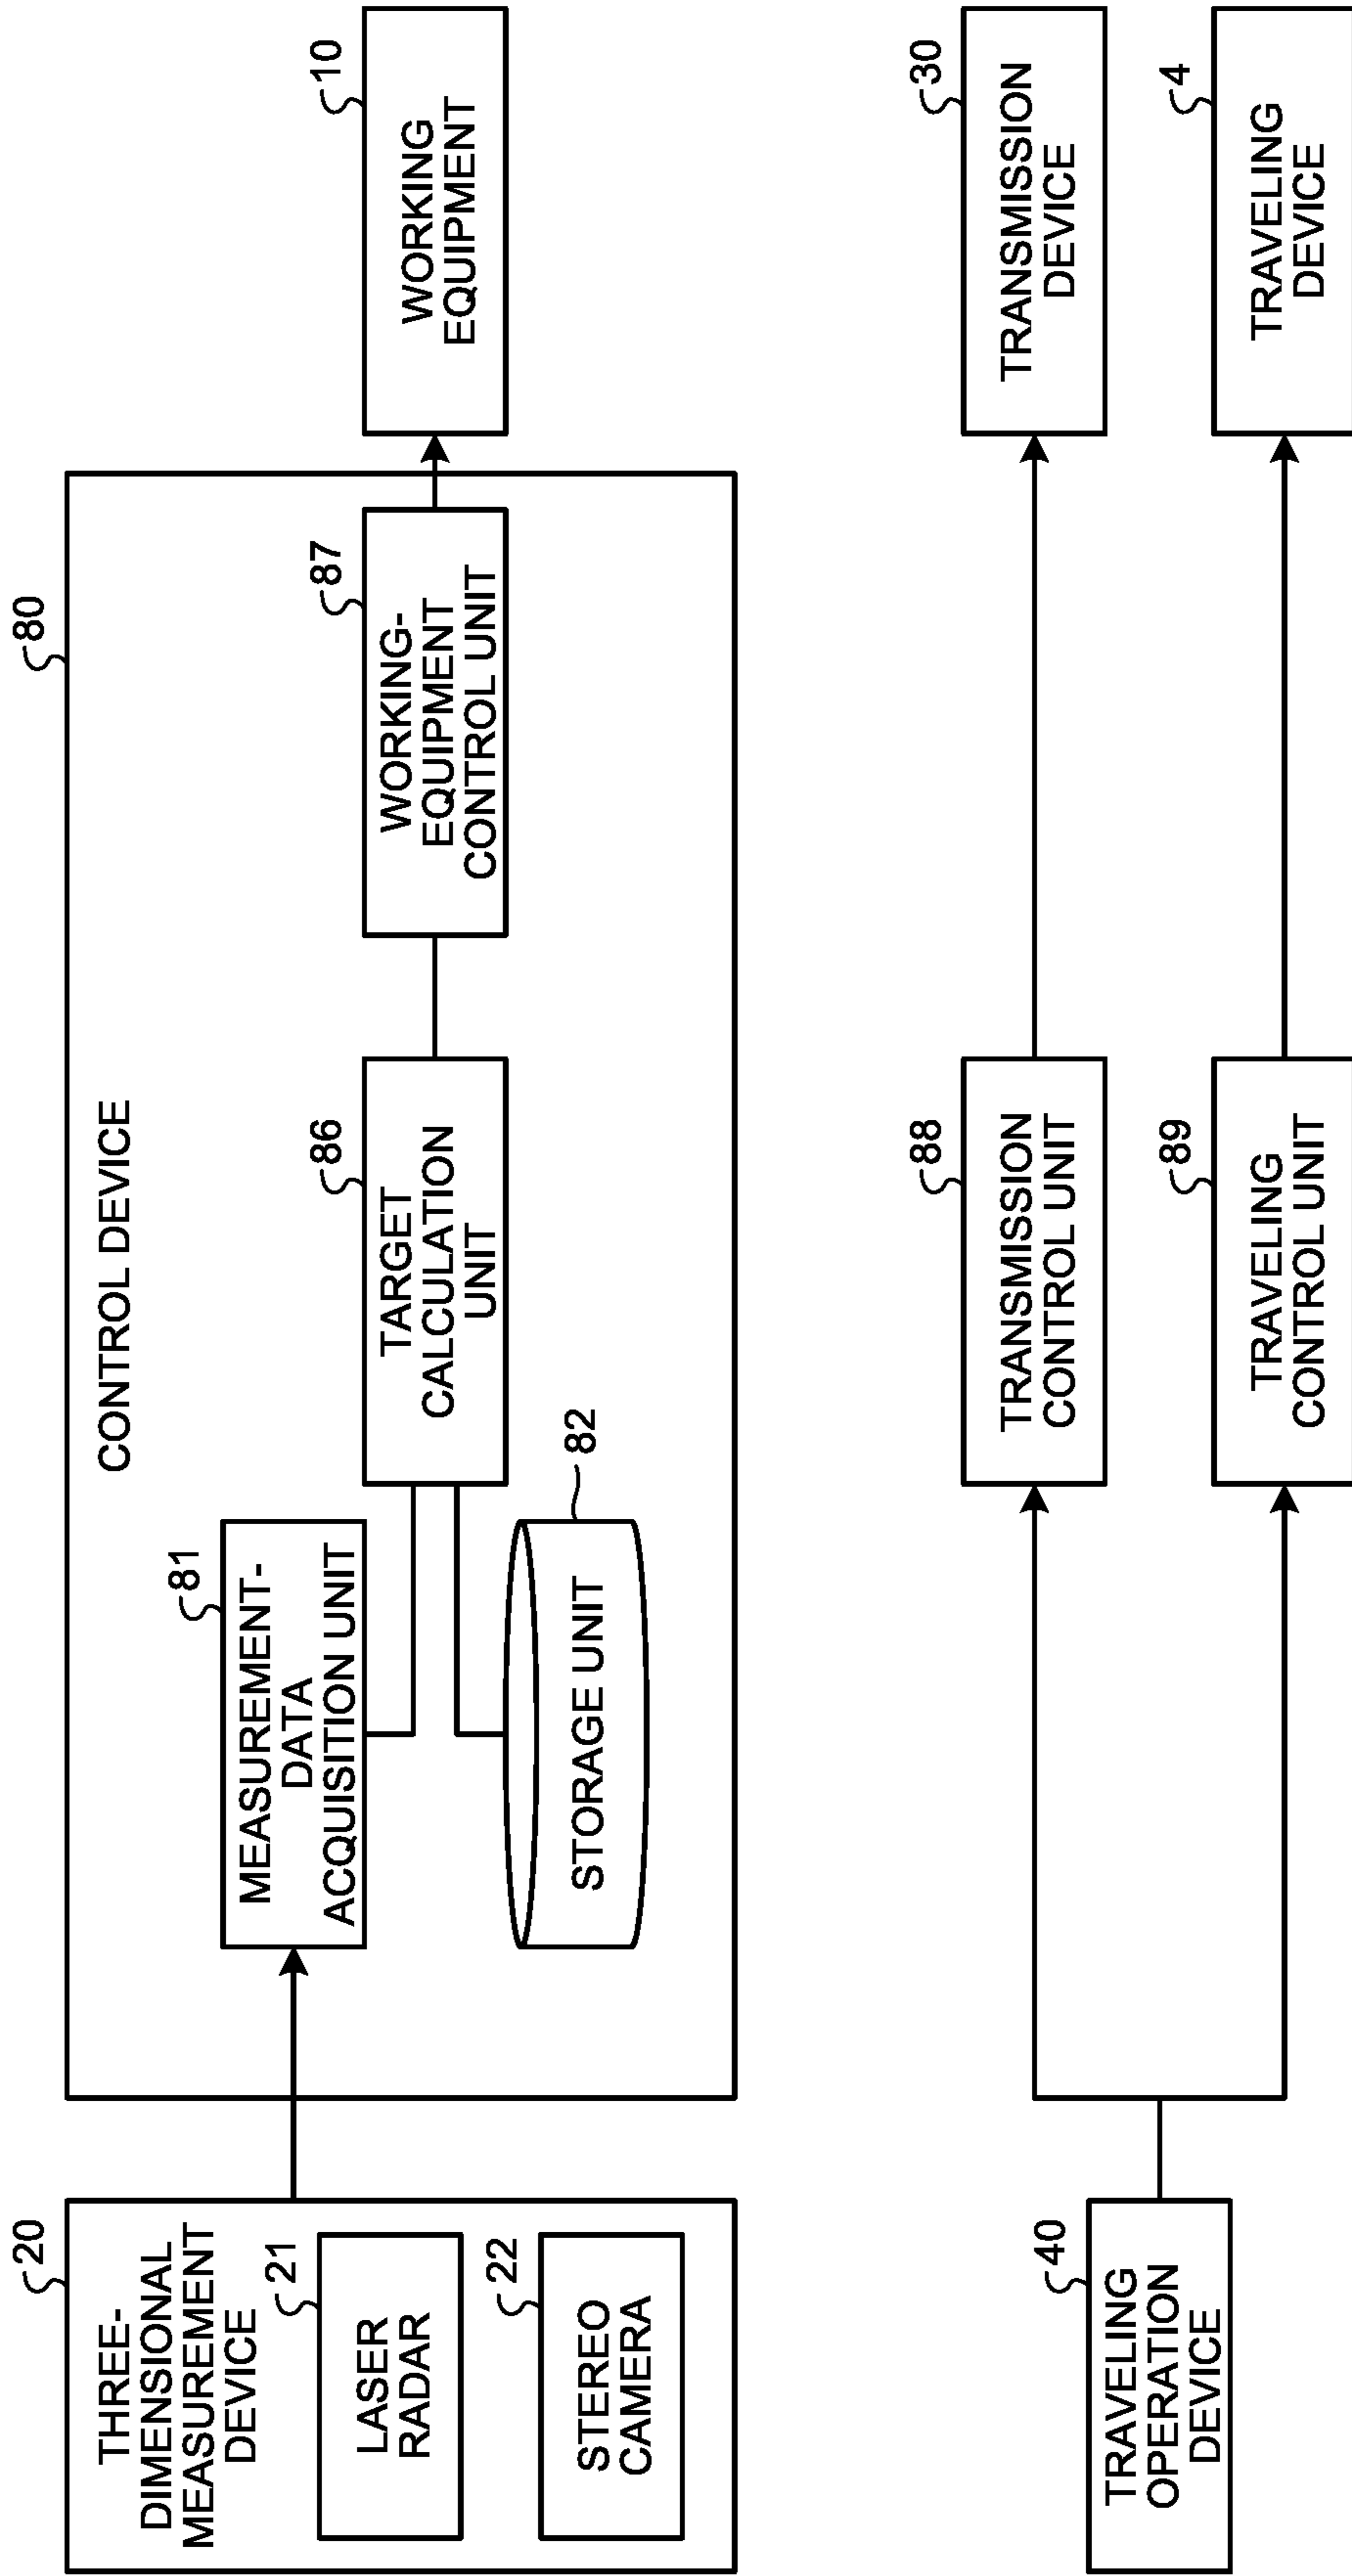 20
THREE-
DIMENSIONAL
MEASUREMENT
DEVICE
21
LASER
RADAR
22
STEREO
CAMERA
80
CONTROL DEVICE
81
MEASUREMENT-
DATA
ACQUISITION UNIT
82
STORAGE UNIT
86
TARGET
CALCULATION
UNIT
87
WORKING-
EQUIPMENT
CONTROL UNIT
10
WORKING
EQUIPMENT
40
TRAVELING
OPERATION
DEVICE
88
TRANSMISSION
CONTROL UNIT
30
TRANSMISSION
DEVICE
89
TRAVELING
CONTROL UNIT
4
TRAVELING
DEVICE